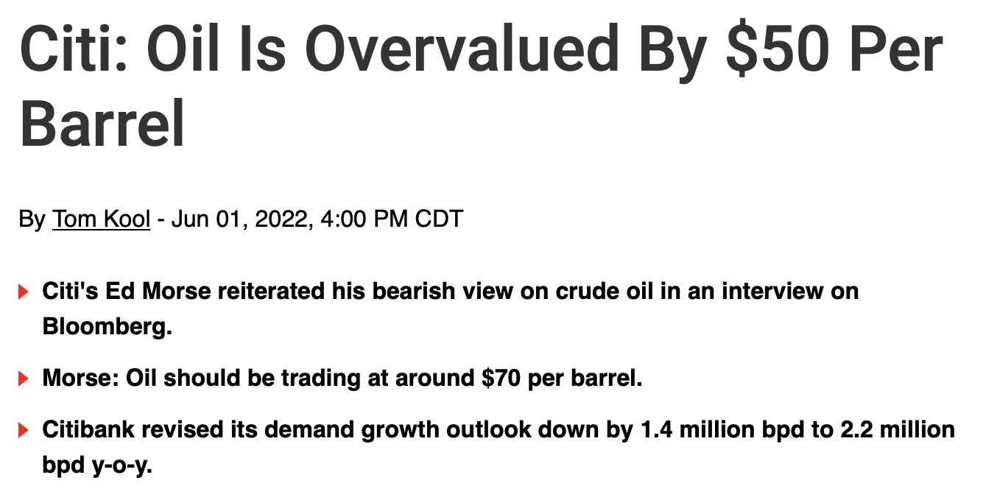 Citi: Oil Is Overvalued By $50 Per
Barrel
By Tom Kool - Jun 01, 2022, 4:00 PM CDT
Citi's Ed Morse reiterated his bearish view on crude oil in an interview on
Bloomberg.
Morse: Oil should be trading at around $70 per barrel.
Citibank revised its demand growth outlook down by 1.4 million bpd to 2.2 million
bpd y-o-y.